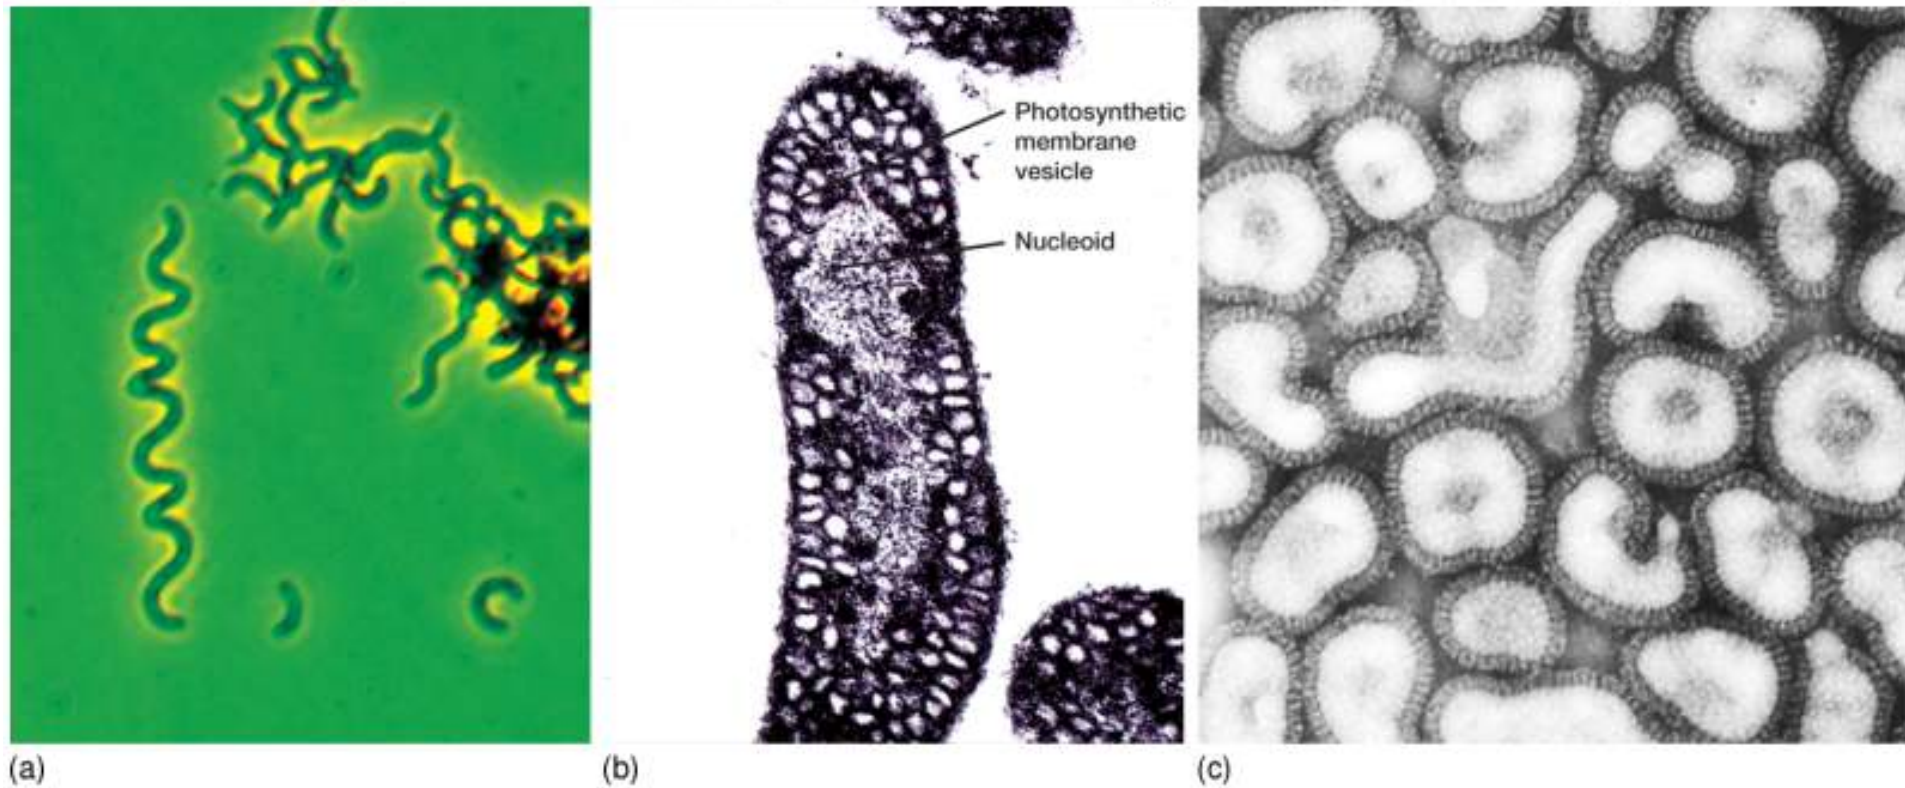 Photosynthetic
membrane
vesicle
Nucleoid
(a)
(b)
(c)